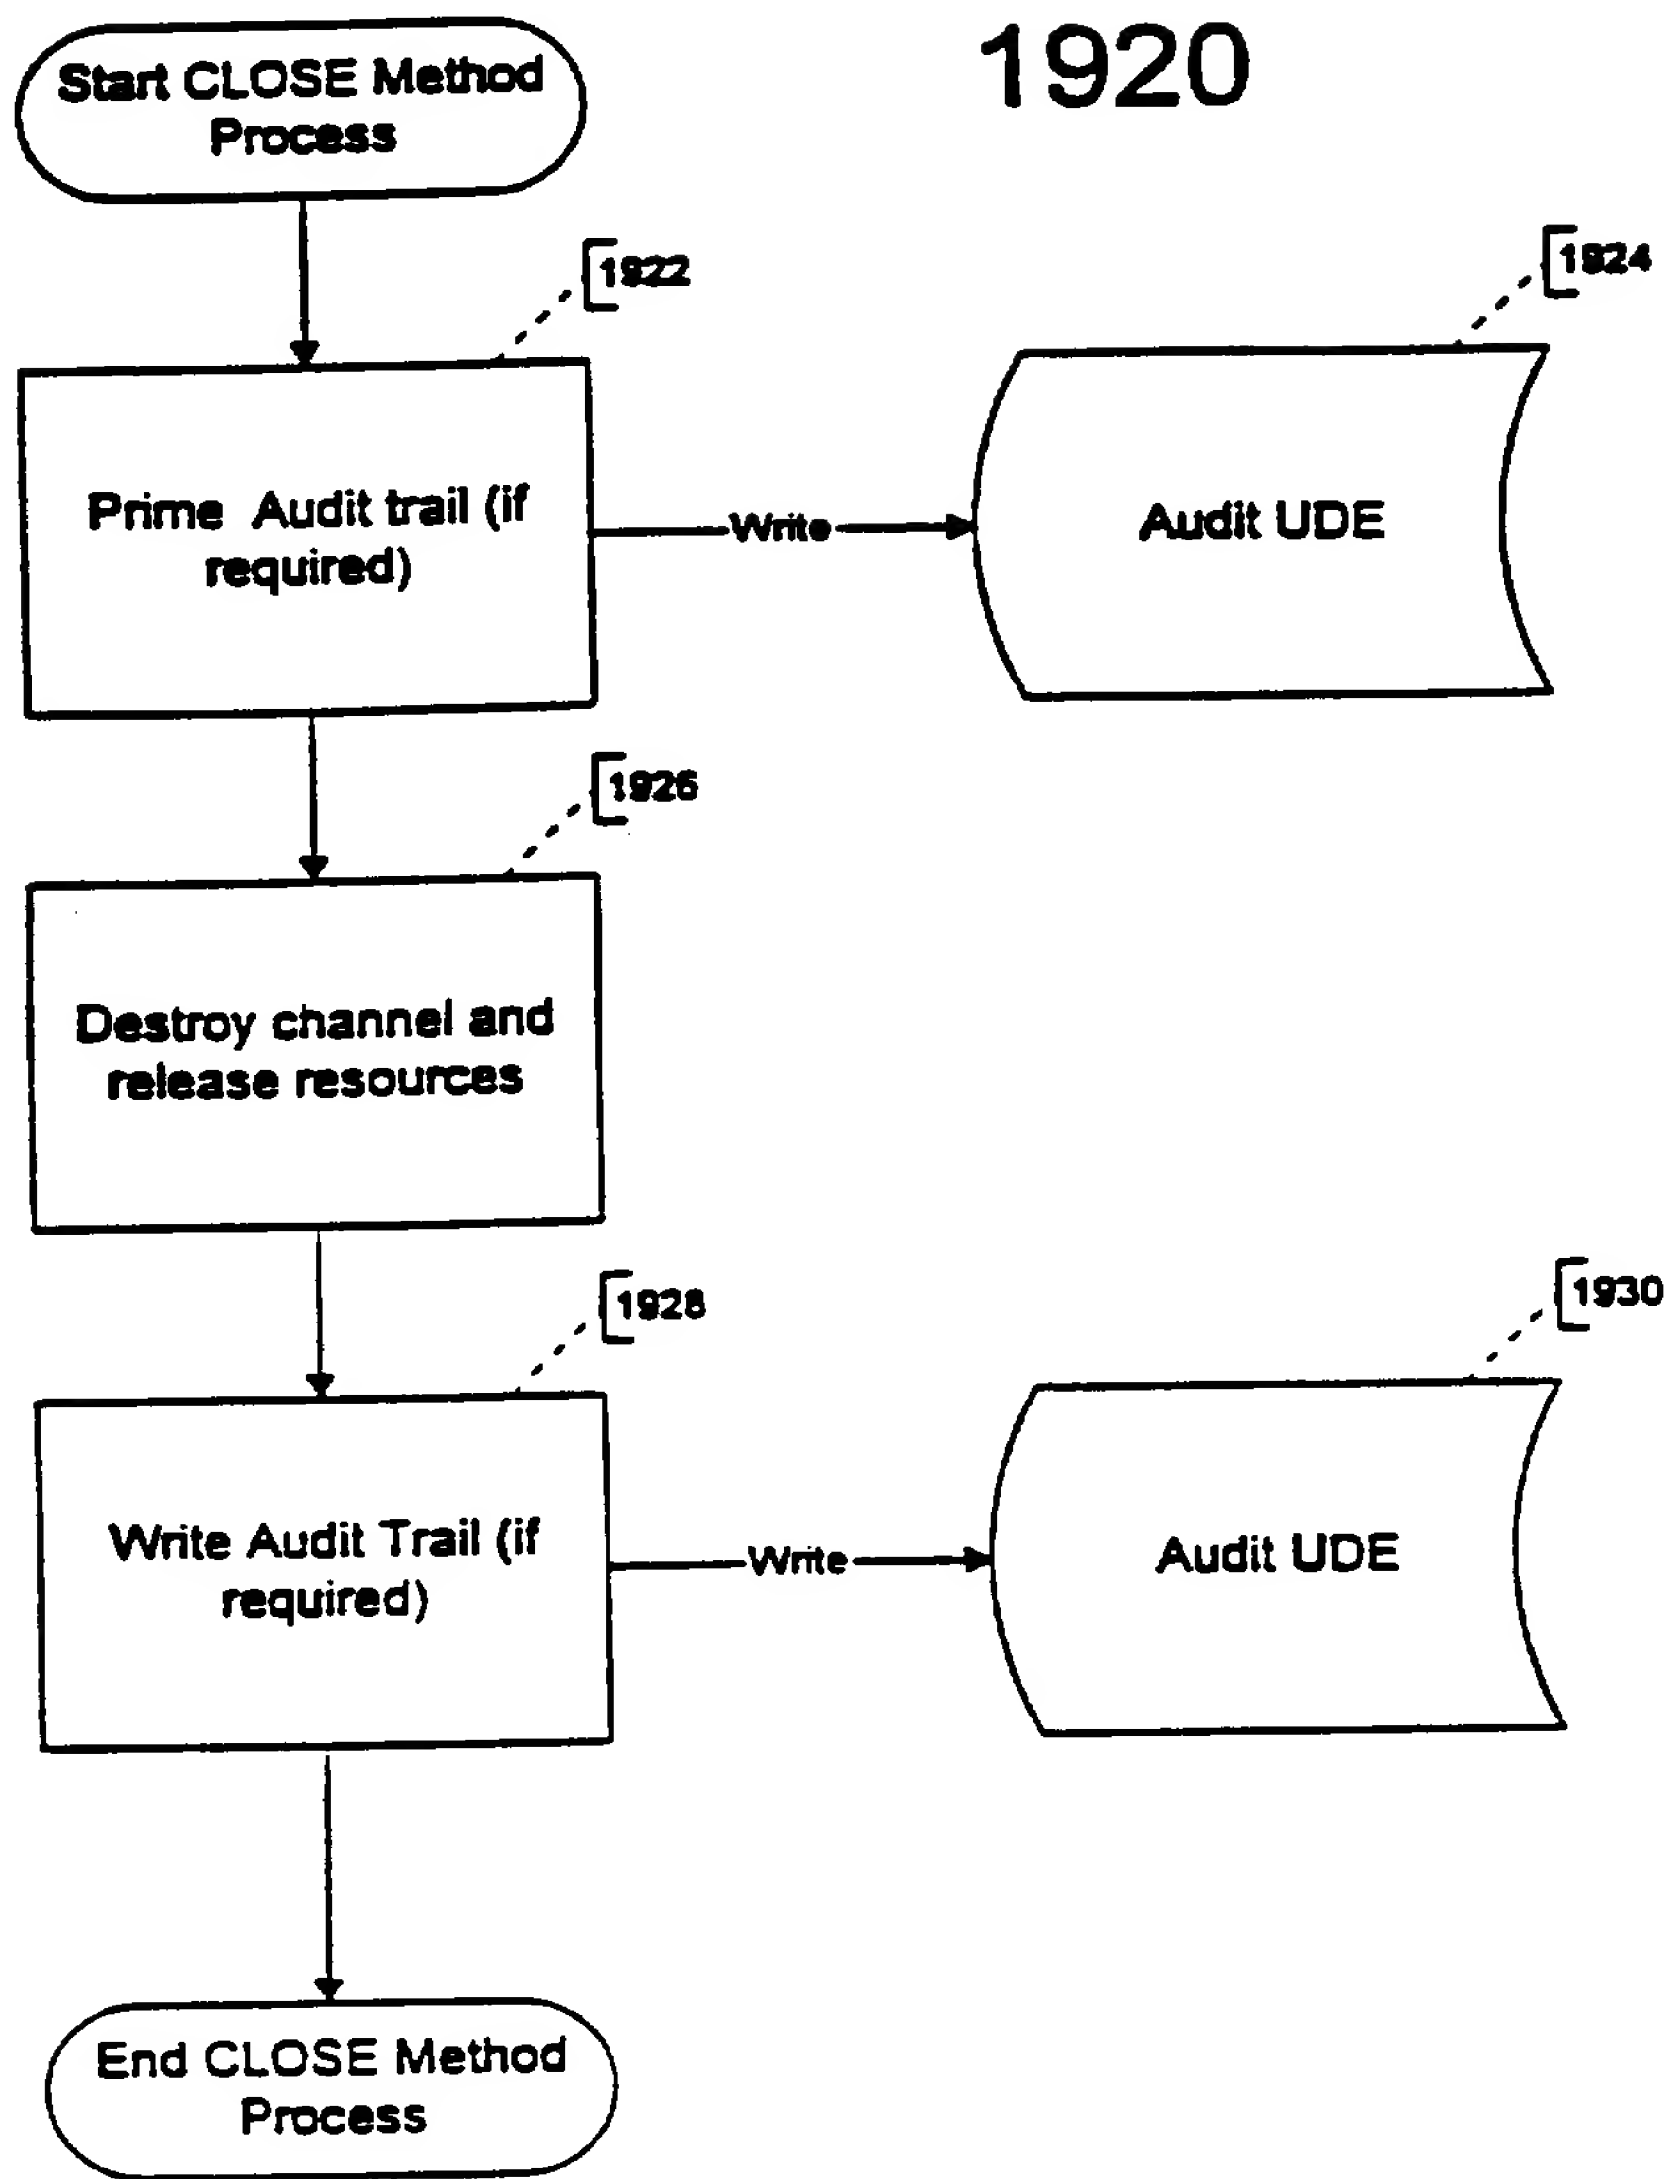 1920
Start CLOSE Method
Process
1922
1924
Prime Audit trail (if
required)
Write
Audit UDE
1926
Destroy channel and
release resources
1928
1930
Write Audit Trail (if
required)
Write
Audit UDE
End CLOSE Method
Process